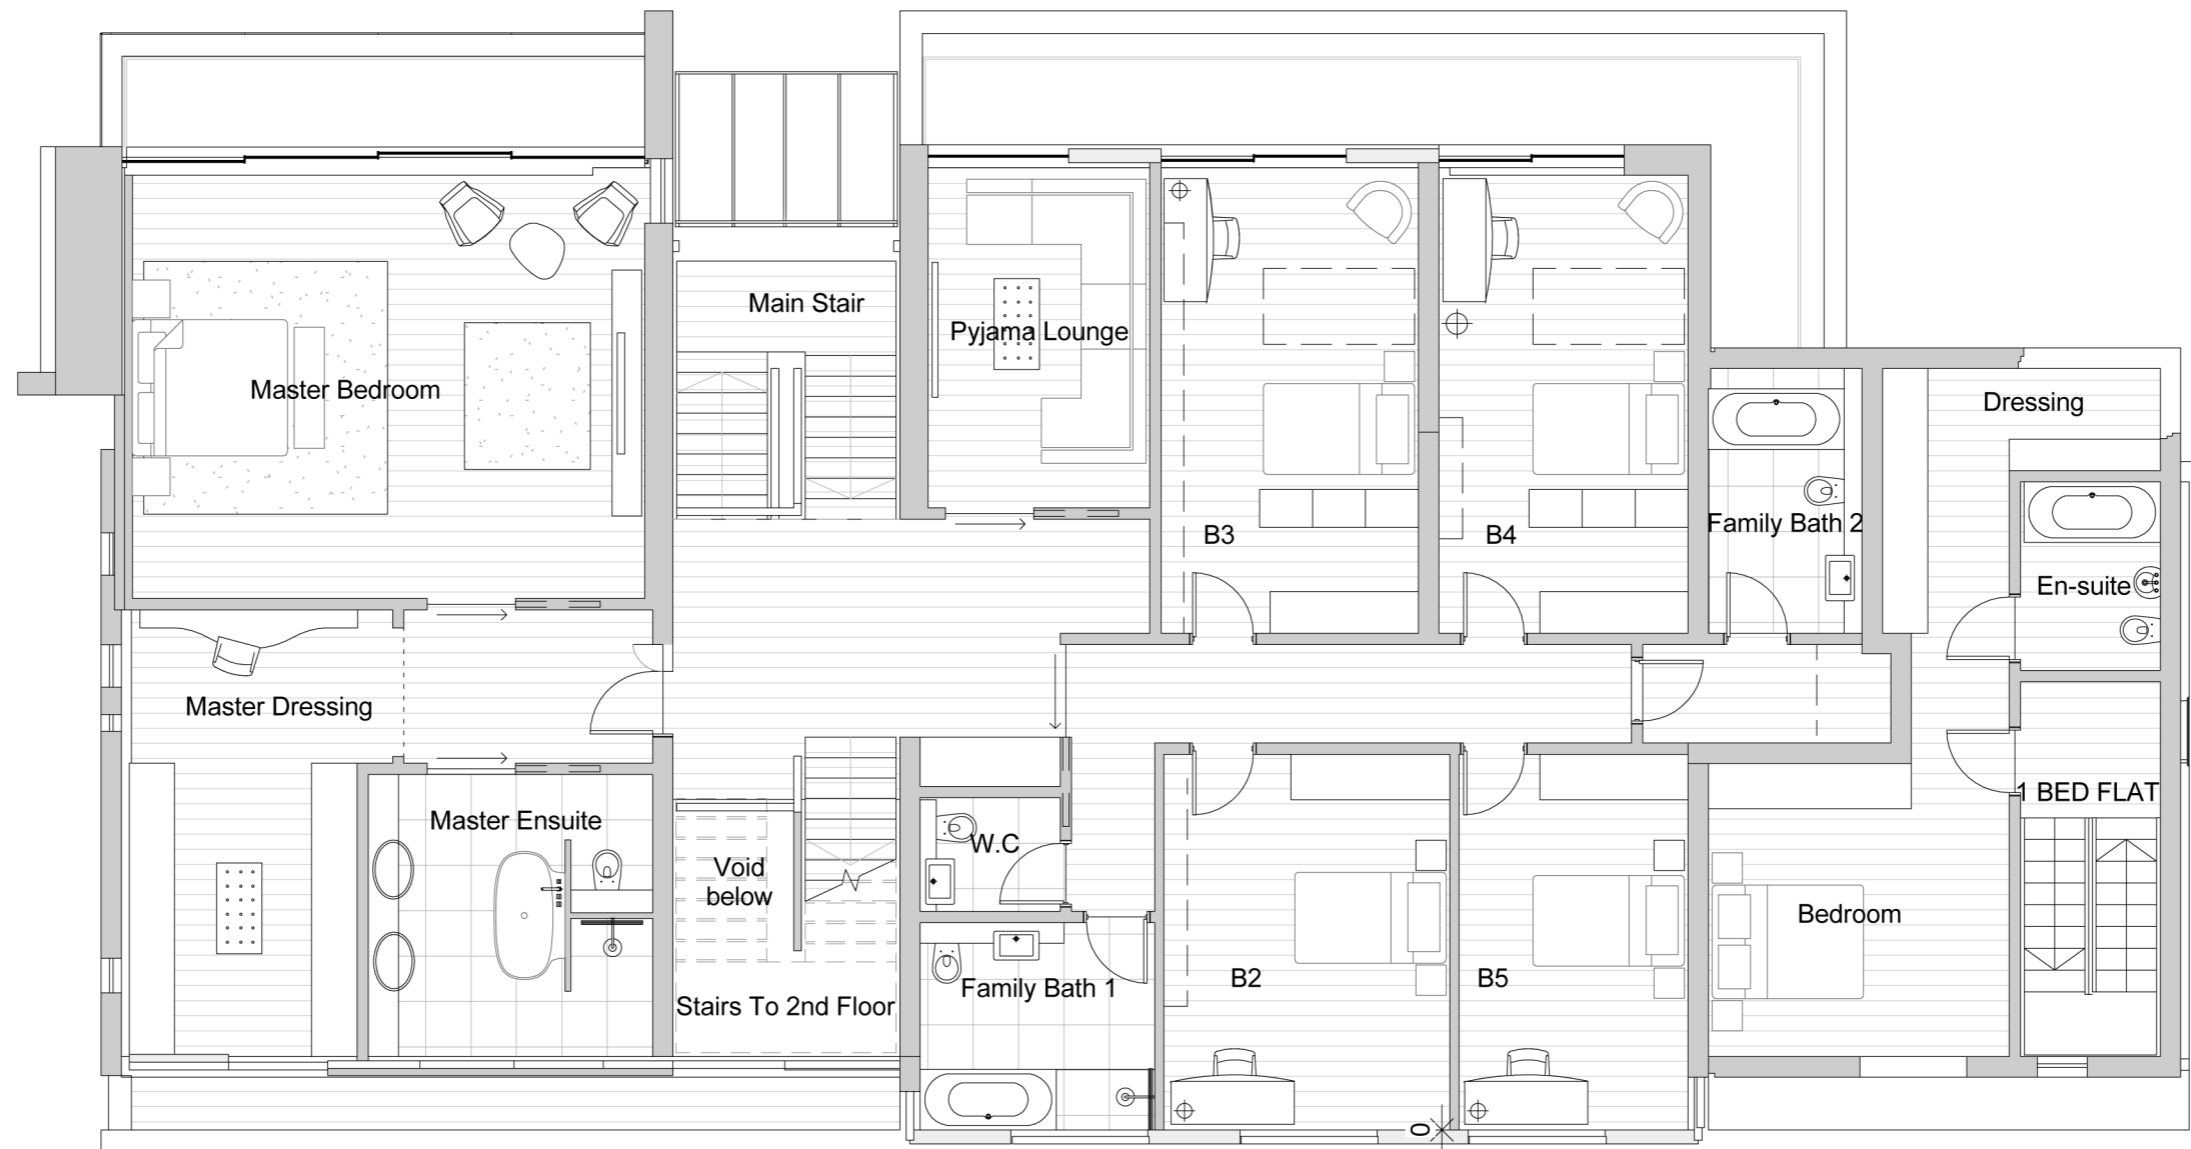 Main Stair
Pyjama Lounge
Master Bedroom
Dressing
B3
B4
Family Bath 2
En-suite
Master Dressing
1 BED FLAT
Master Ensuite
W.C
Void
below
Bedroom
B2
B5
Family Bath 1
Stairs To 2nd Floor
0